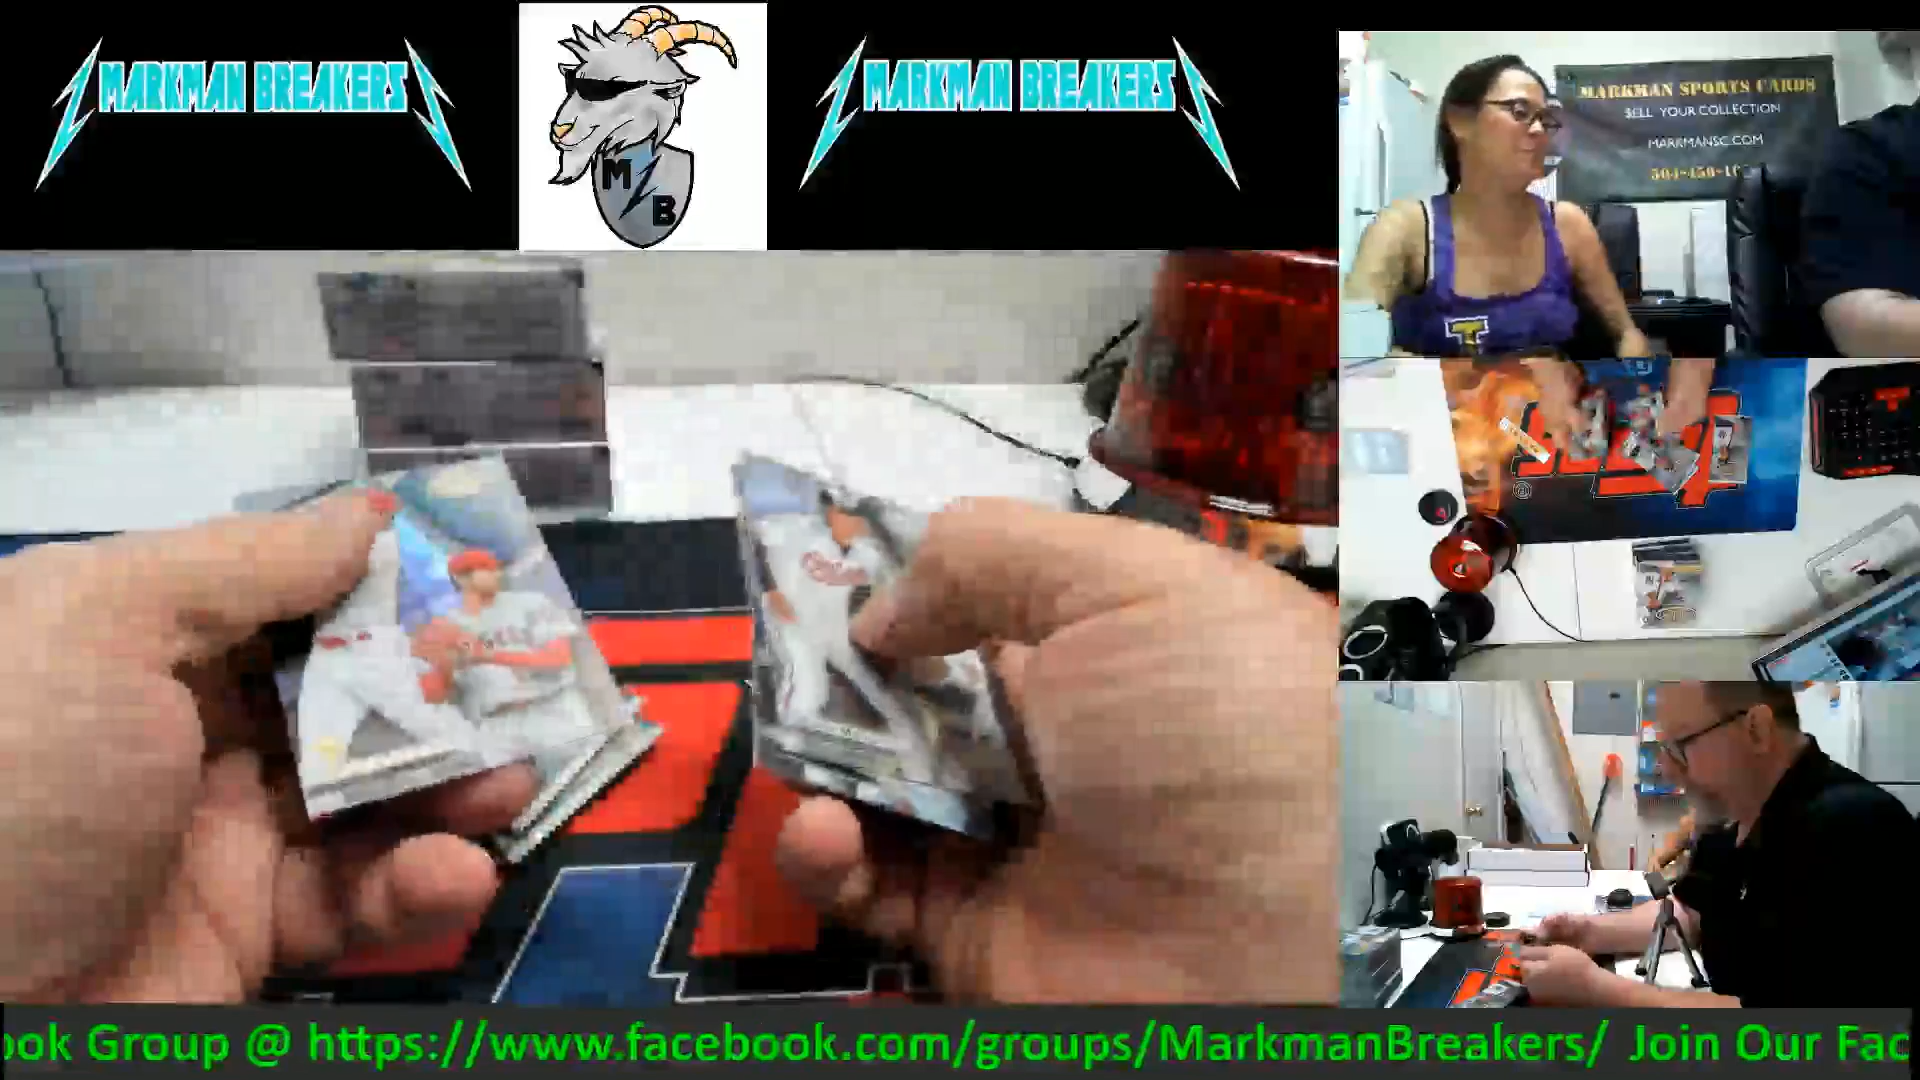 MARKMAN BREAKERS
M B
MARKMAN BREAKERS
MARKMAN SPORTS CARDS
SELL YOUR COLLECTION
MARKMANSC.COM
ook Group @ https://www.facebook.com/groups/MarkmanBreakers/ Join Our Fac